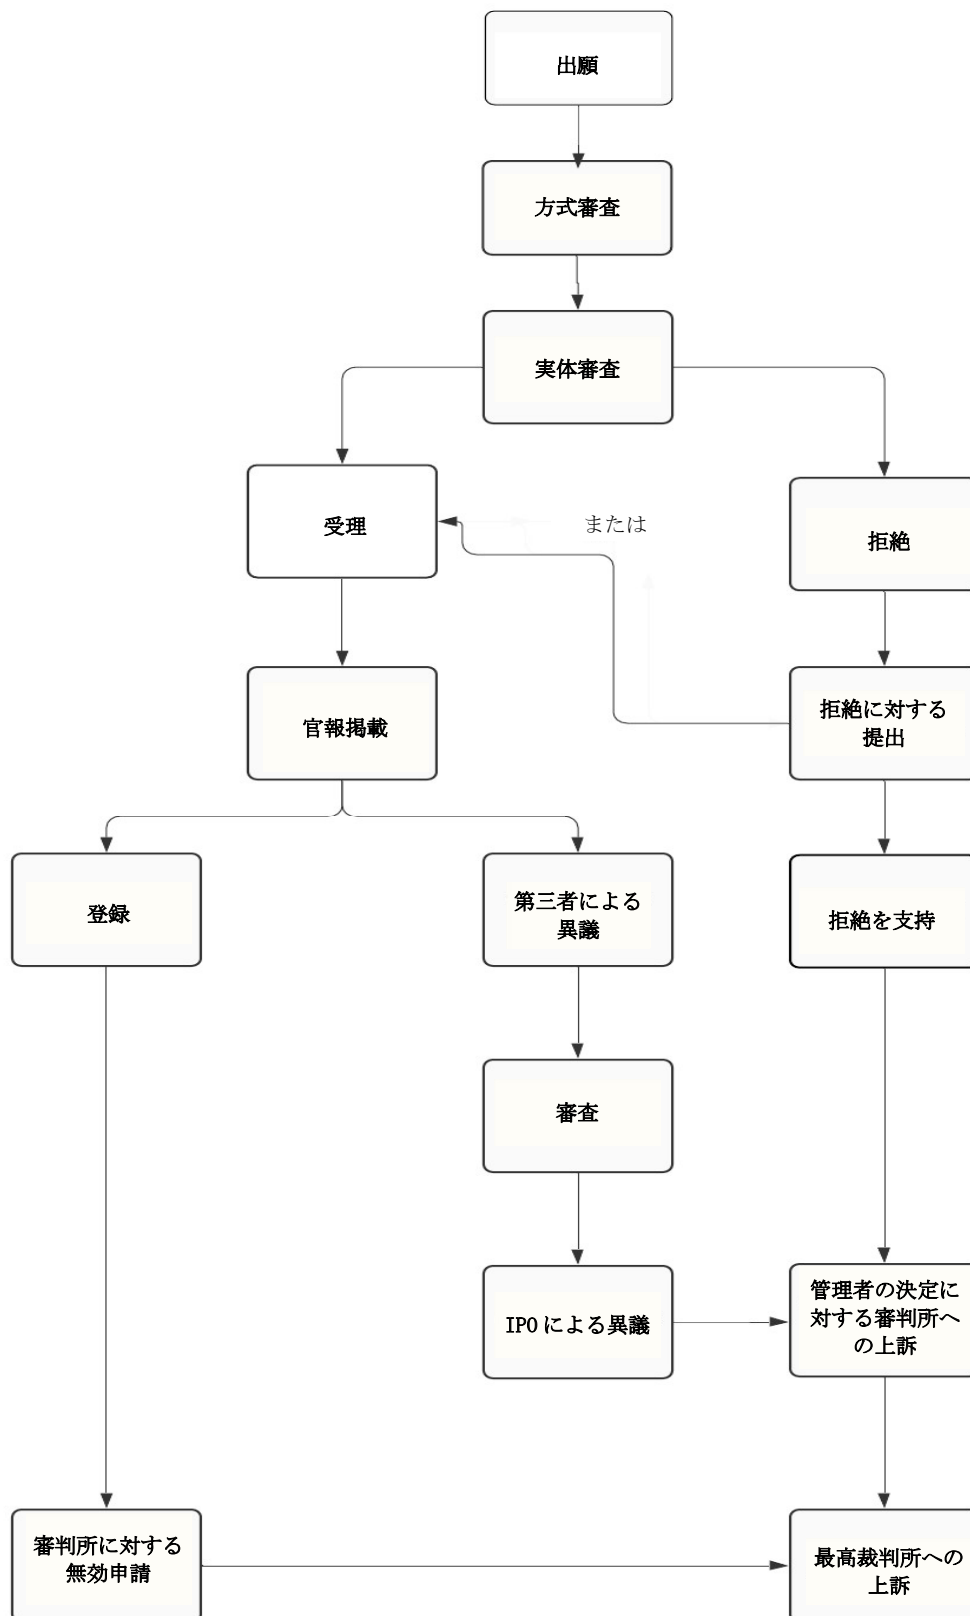 出願
方式審査
実体審査
受理
または
拒絶
官報掲載
拒絶に対する
提出
登録
第三者による
異議
拒絶を支持
審査
IPO による異議
管理者の決定に
対する審判所へ
の上訴
審判所に対する
無効申請
最高裁判所への
上訴